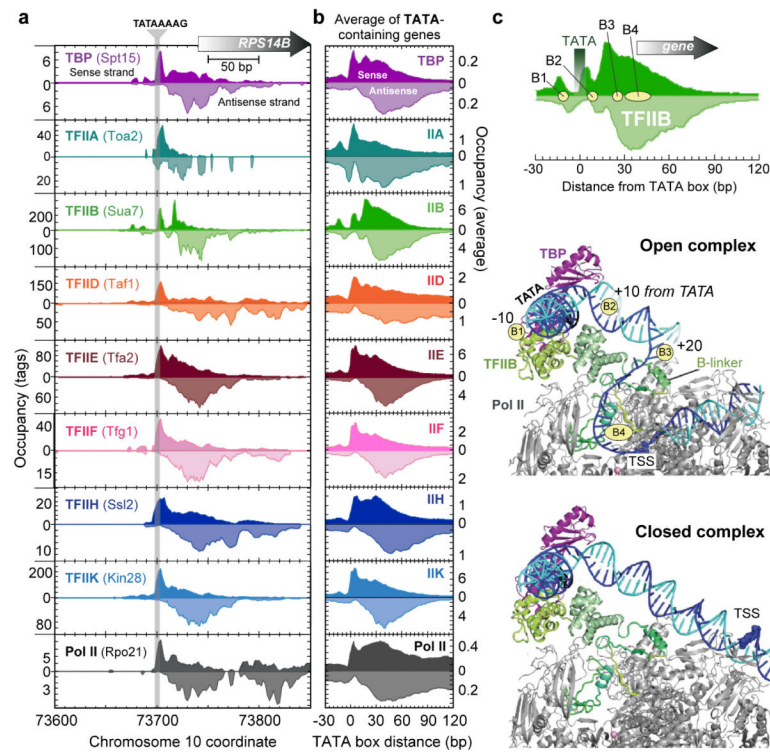 a
TATAAAAG
RPS14B
50 bp
TBP (Spt15)
Sense strand
Antisense strand
6
0
6
TFIIA (Toa2)
40
0
20
TFIIB (Sua7)
200
0
100
TFIID (Taf1)
150
0
50
TFIIE (Tfa2)
80
0
60
TFIIF (Tfg1)
40
0
15
TFIIH (Ssl2)
20
0
10
TFIIK (Kin28)
200
0
80
Pol II (Rpo21)
5
0
3
Occupancy (tags)
73600 73700 73800
Chromosome 10 coordinate
b
Average of TATA-
containing genes
TBP
Sense
Antisense
0.2
0
0.2
IIA
1
0
1
IIB
6
0
4
IID
2
0
2
IIE
1
0
1
IIF
2
0
2
IIH
1
0
1
IIK
6
0
4
Pol II
0.4
0
0.2
Occupancy (average)
-30 0 30 60 90 120
TATA box distance (bp)
c
B3
B4
TATA
gene
B2
B1
TFIIB
-30 0 30 60 90 120
Distance from TATA box (bp)
Open complex
TBP
TATA
+10 from TATA
-10
B2
B1
B3
+20
TFIIB
B-linker
Pol II
B4
TSS
Closed complex
TSS